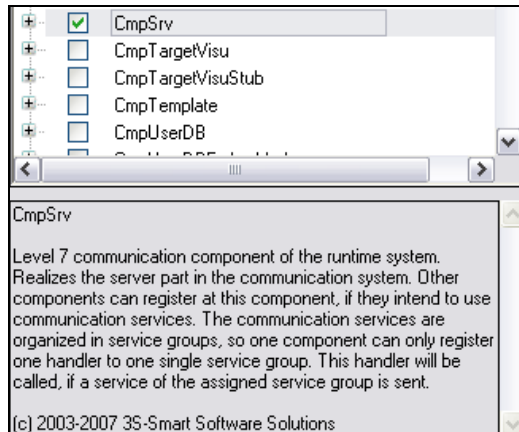 CmpSrv
CmpTargetVisu
CmpTargetVisuStub
CmpTemplate
CmpUserDB
CmpSrv
Level 7 communication component of the runtime system.
Realizes the server part in the communication system. Other
components can register at this component, if they intend to use
communication services. The communication services are
organized in service groups, so one component can only register
one handler to one single service group. This handler will be
called, if a service of the assigned service group is sent.
(c) 2003-2007 3S-Smart Software Solutions